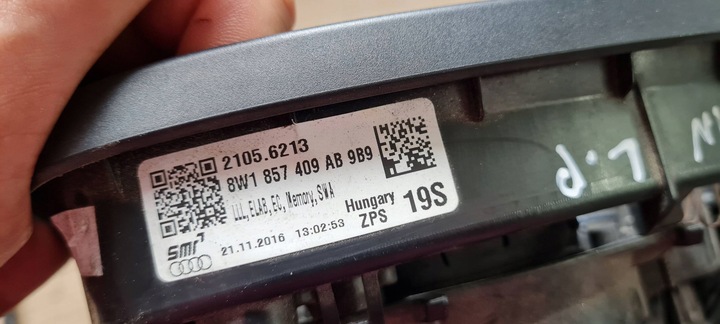 2105.6213
8W1 857 409 AB 9B9
LLL, ELAB, EC, Memory, SWA
Hungary
ZPS
19S
smr
21.11.2016 13:02:53
L.P